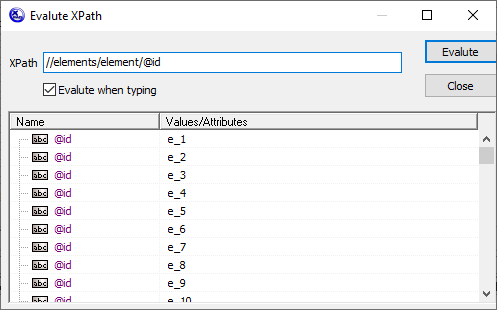 Evalute XPath
XPath //elements/element/@id Evalute
Evalute when typing Close
Name Values/Attributes
abc @id e_1
abc @id e_2
abc @id e_3
abc @id e_4
abc @id e_5
abc @id e_6
abc @id e_7
abc @id e_8
abc @id e_9
abc @id e_10